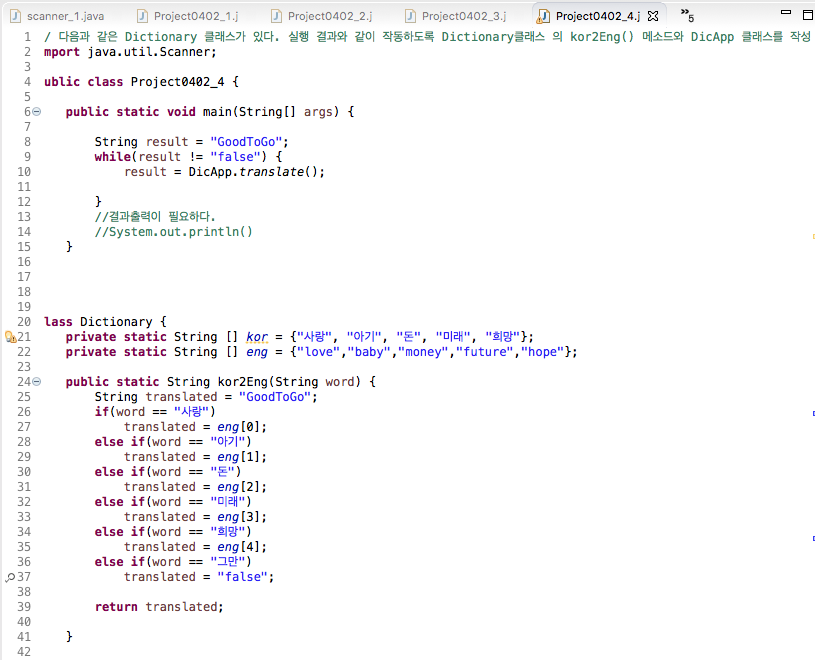 scanner_1.java Project0402_1.j Project0402_2.j Project0402_3.j Project0402_4.j 5
1 / 다음과 같은 Dictionary 클래스가 있다. 실행 결과와 같이 작동하도록 Dictionary클래스 의 kor2Eng() 메소드와 DicApp 클래스를 작성
2 mport java.util.Scanner;
3
4 ublic class Project0402_4 {
5
6 public static void main(String[] args) {
7
8 String result = "GoodToGo";
9 while(result != "false") {
10 result = DicApp.translate();
11
12 }
13 //결과출력이 필요하다.
14 //System.out.println()
15 }
16
17
18
19
20 lass Dictionary {
21 private static String [] kor = {"사랑", "아기", "돈", "미래", "희망"};
22 private static String [] eng = {"love","baby","money","future","hope"};
23
24 public static String kor2Eng(String word) {
25 String translated = "GoodToGo";
26 if(word == "사랑")
27 translated = eng[0];
28 else if(word == "아기")
29 translated = eng[1];
30 else if(word == "돈")
31 translated = eng[2];
32 else if(word == "미래")
33 translated = eng[3];
34 else if(word == "희망")
35 translated = eng[4];
36 else if(word == "그만")
37 translated = "false";
38
39 return translated;
40
41 }
42